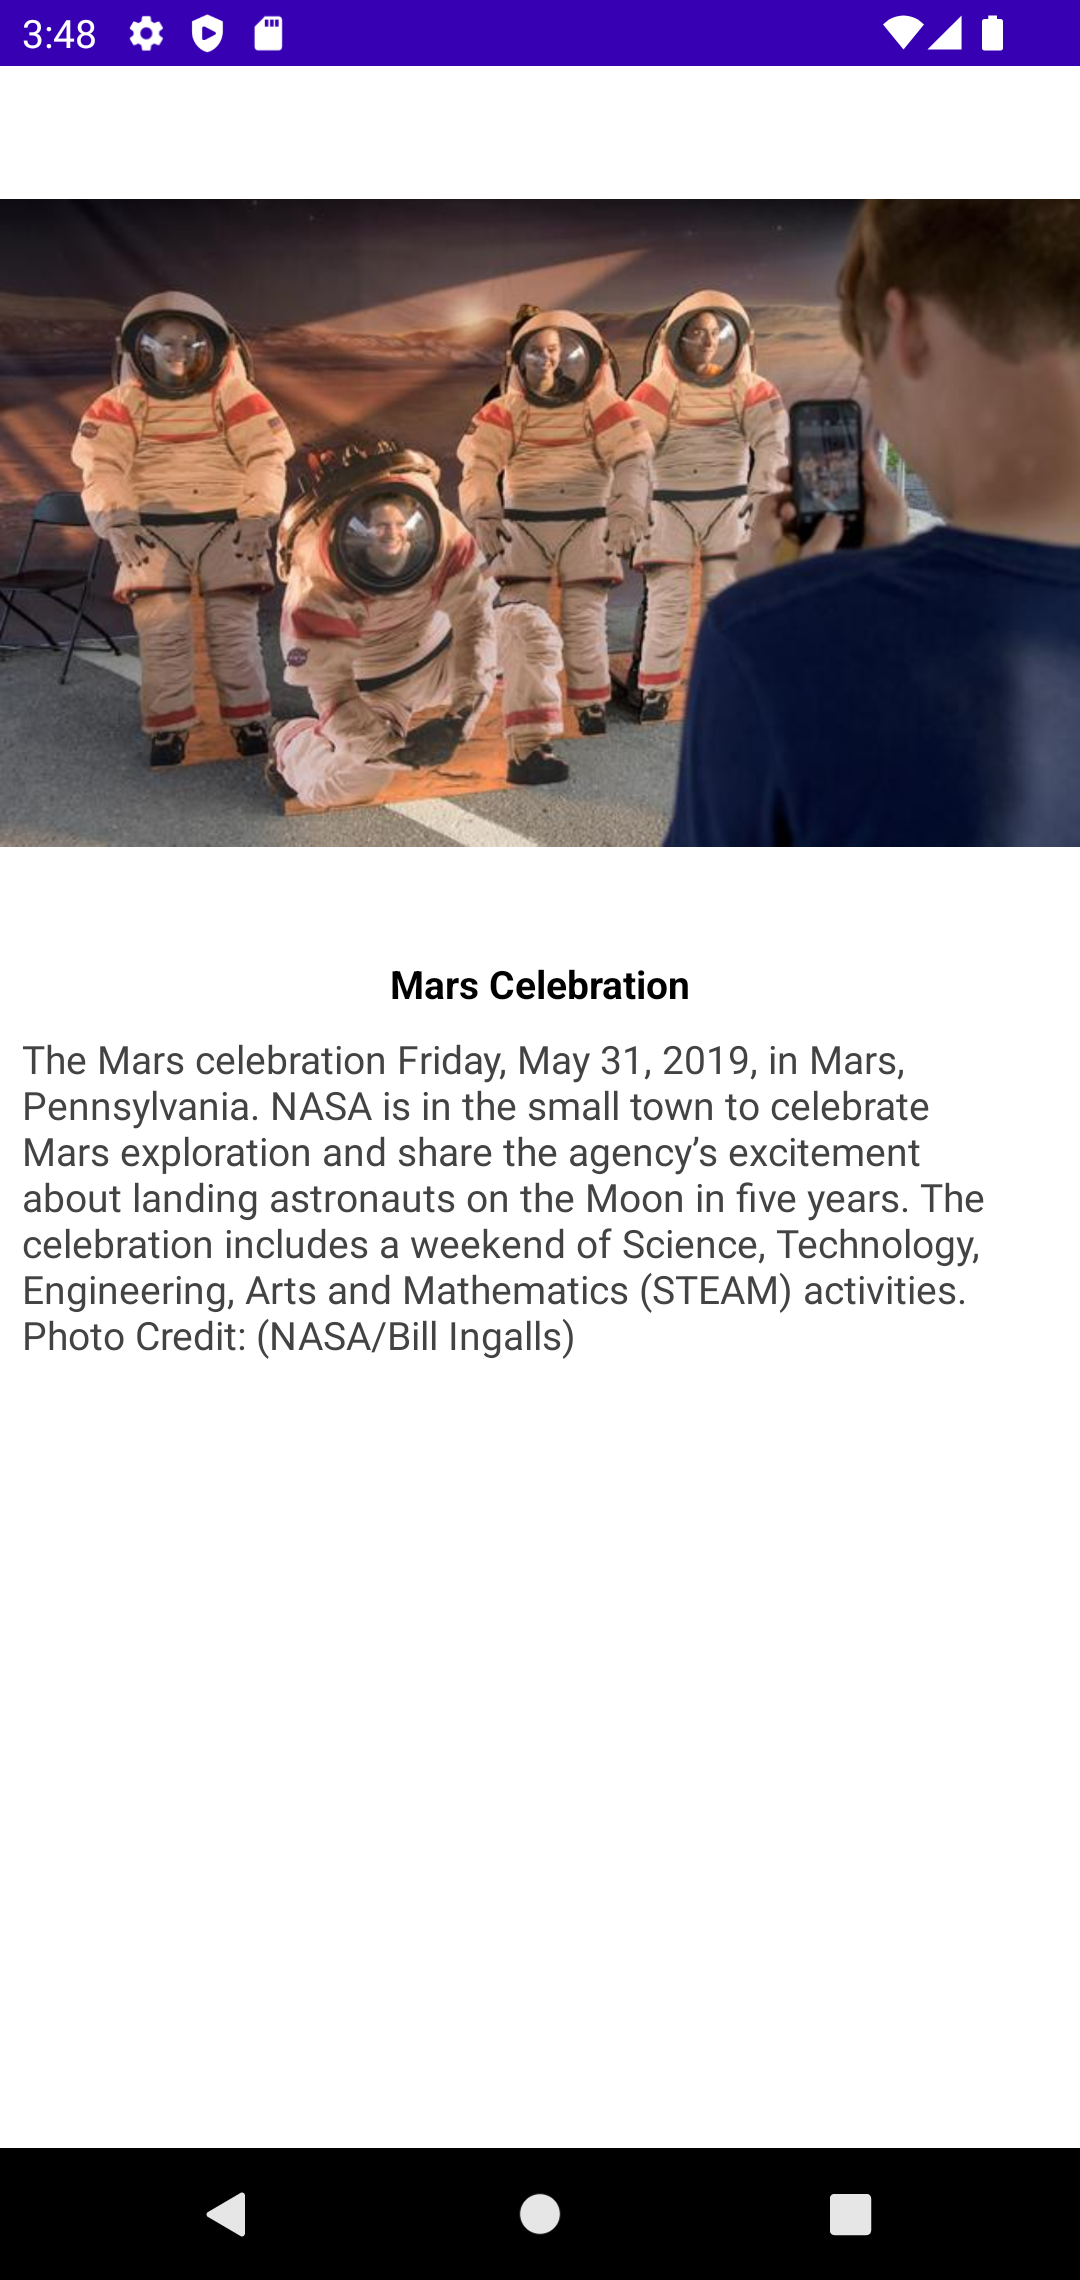 3:48
Mars Celebration
The Mars celebration Friday, May 31, 2019, in Mars,
Pennsylvania. NASA is in the small town to celebrate
Mars exploration and share the agency’s excitement
about landing astronauts on the Moon in five years. The
celebration includes a weekend of Science, Technology,
Engineering, Arts and Mathematics (STEAM) activities.
Photo Credit: (NASA/Bill Ingalls)